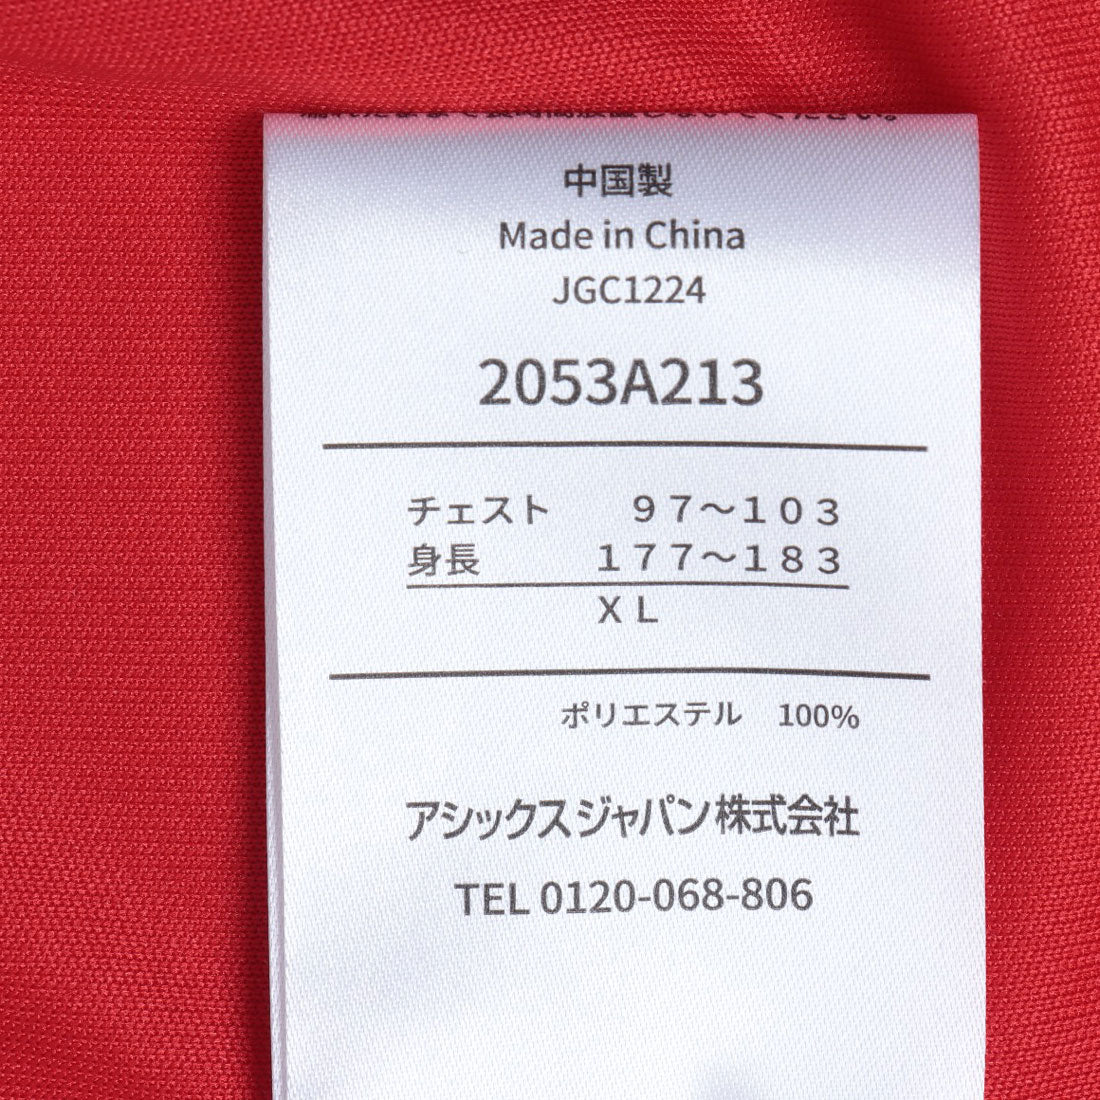 中国製
Made in China
JGC1224
2053A213
チェスト　９７～１０３
身長　１７７～１８３
ＸＬ
ポリエステル　100%
アシックスジャパン株式会社
TEL 0120-068-806